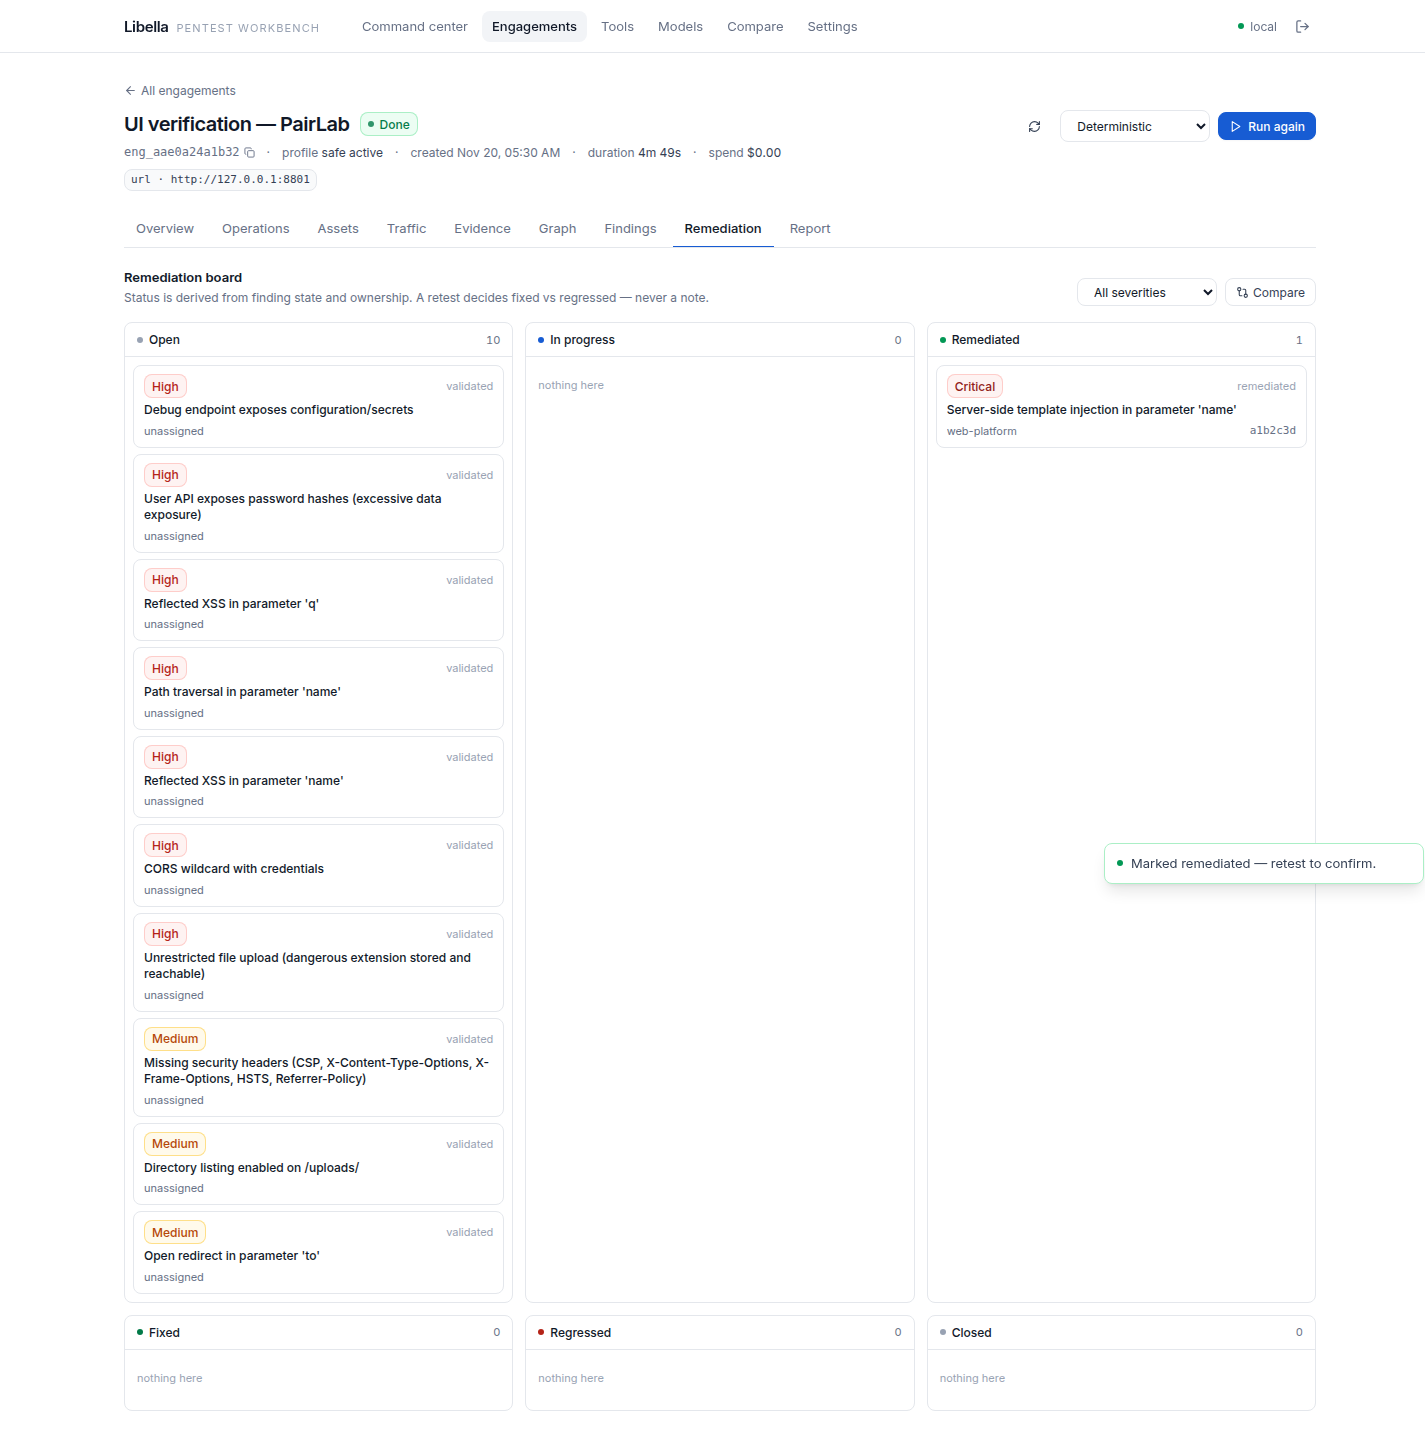 Libella PENTEST WORKBENCH Command center Engagements Tools Models Compare Settings local
All engagements
UI verification — PairLab Done Deterministic Run again
eng_aae0a24a1b32 · profile safe active · created Nov 20, 05:30 AM · duration 4m 49s · spend $0.00
url · http://127.0.0.1:8801
Overview Operations Assets Traffic Evidence Graph Findings Remediation Report
Remediation board
Status is derived from finding state and ownership. A retest decides fixed vs regressed — never a note.
All severities Compare
Open 10
High validated
Debug endpoint exposes configuration/secrets
unassigned
High validated
User API exposes password hashes (excessive data
exposure)
unassigned
High validated
Reflected XSS in parameter 'q'
unassigned
High validated
Path traversal in parameter 'name'
unassigned
High validated
Reflected XSS in parameter 'name'
unassigned
High validated
CORS wildcard with credentials
unassigned
High validated
Unrestricted file upload (dangerous extension stored and
reachable)
unassigned
Medium validated
Missing security headers (CSP, X-Content-Type-Options, X-
Frame-Options, HSTS, Referrer-Policy)
unassigned
Medium validated
Directory listing enabled on /uploads/
unassigned
Medium validated
Open redirect in parameter 'to'
unassigned
In progress 0
nothing here
Remediated 1
Critical remediated
Server-side template injection in parameter 'name'
web-platform a1b2c3d
Marked remediated — retest to confirm.
Fixed 0
nothing here
Regressed 0
nothing here
Closed 0
nothing here